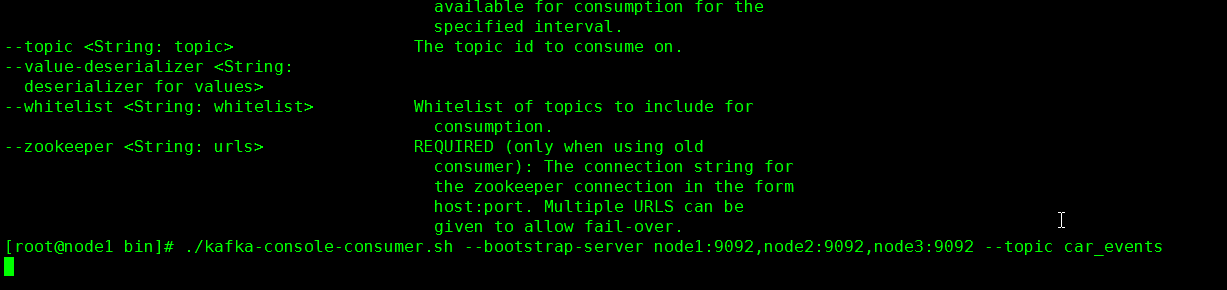 available for consumption for the
specified interval.
--topic <String: topic> The topic id to consume on.
--value-deserializer <String:
deserializer for values>
--whitelist <String: whitelist> Whitelist of topics to include for
consumption.
--zookeeper <String: urls> REQUIRED (only when using old
consumer): The connection string for
the zookeeper connection in the form
host:port. Multiple URLS can be
given to allow fail-over.
[root@node1 bin]# ./kafka-console-consumer.sh --bootstrap-server node1:9092,node2:9092,node3:9092 --topic car_events